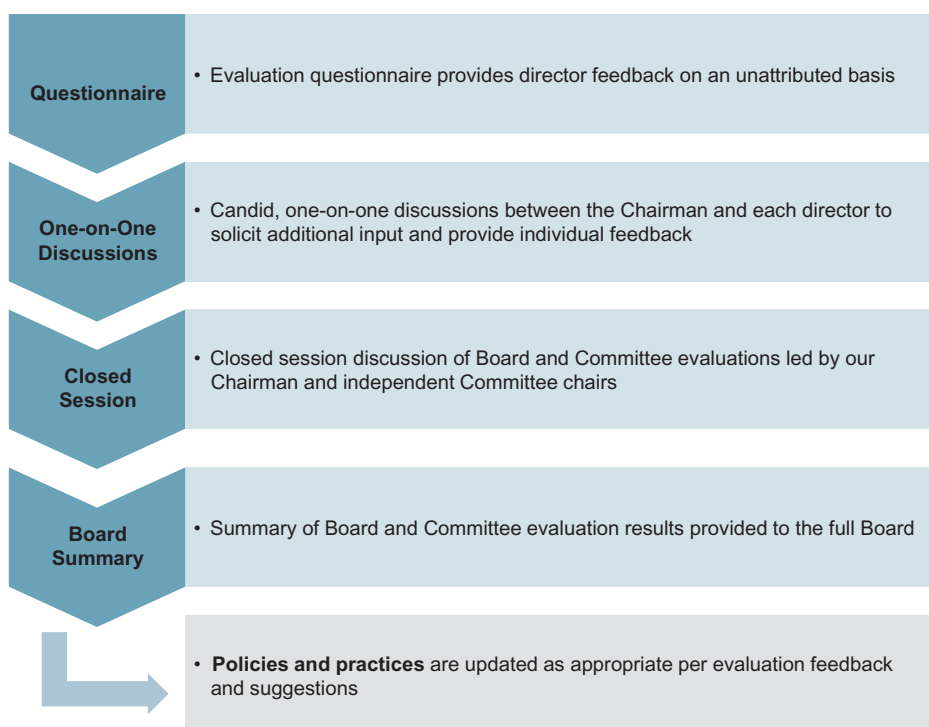 Questionnaire
• Evaluation questionnaire provides director feedback on an unattributed basis
One-on-One
Discussions
• Candid, one-on-one discussions between the Chairman and each director to
solicit additional input and provide individual feedback
Closed
Session
• Closed session discussion of Board and Committee evaluations led by our
Chairman and independent Committee chairs
Board
Summary
• Summary of Board and Committee evaluation results provided to the full Board
• Policies and practices are updated as appropriate per evaluation feedback
and suggestions